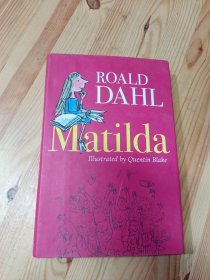 ROALD
DAHL
Matilda
Illustrated by Quentin Blake